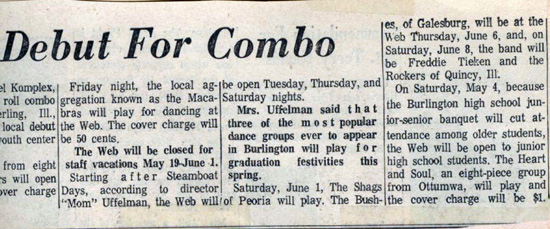 Debut For Combo
el Komplex,
roll combo
erling, Ill.,
local debut
outh center
from eight
rs will open
over charge
Friday night, the local ag-
gregation known as the Maca-
bras will play for dancing at
the Web. The cover charge will
be 50 cents.
The Web will be closed for
staff vacations May 19-June 1.
Starting after Steamboat
Days, according to director
"Mom" Uffelman, the Web will
be open Tuesday, Thursday, and
Saturday nights.
Mrs. Uffelman said that
three of the most popular
dance groups ever to appear
in Burlington will play for
graduation festivities this
spring.
Saturday, June 1, The Shags
of Peoria will play. The Bush-
es, of Galesburg, will be at the
Web Thursday, June 6, and, on
Saturday, June 8, the band will
be Freddie Tieken and the
Rockers of Quincy, Ill.
On Saturday, May 4, because
the Burlington high school jun-
ior-senior banquet will cut at-
tendance among older students,
the Web will be open to junior
high school students. The Heart
and Soul, an eight-piece group
from Ottumwa, will play and
the cover charge will be $1.